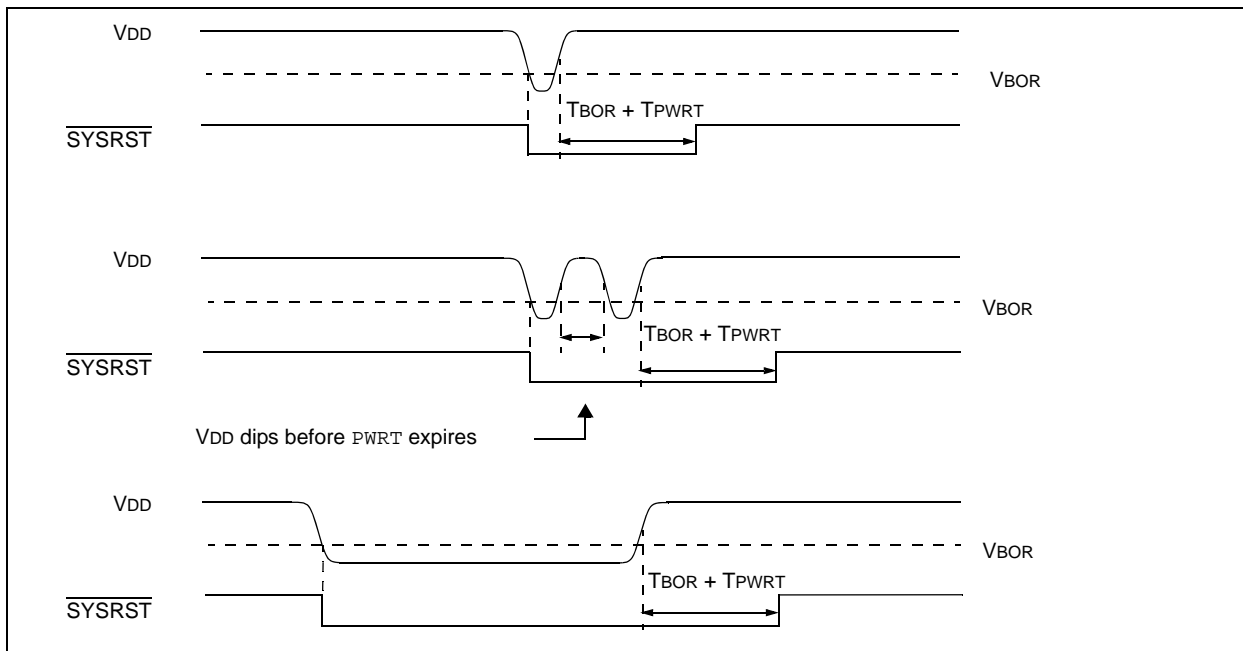 VDD
VBOR
TBOR + TPWRT
SYSRST
VDD
VBOR
TBOR + TPWRT
SYSRST
VDD dips before PWRT expires
VDD
VBOR
TBOR + TPWRT
SYSRST